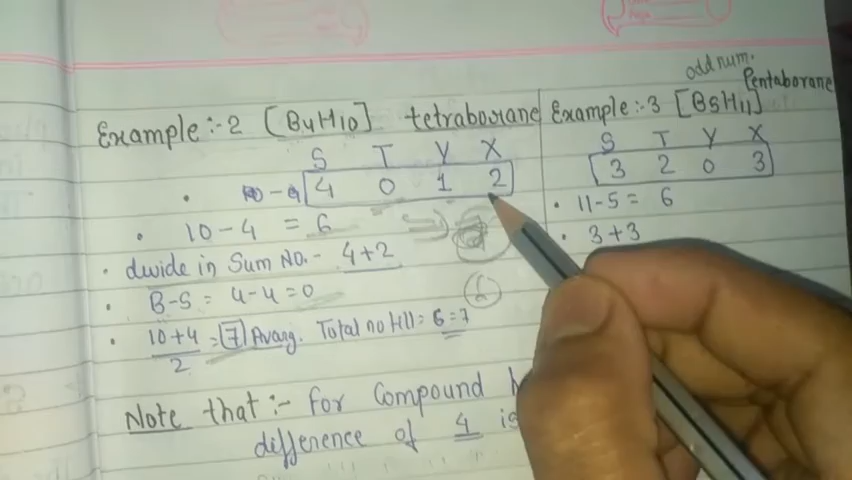 Example:-2 [B4H10] tetraborane
S T Y X
4 0 1 2
• 10-4 = 6
• divide in Sum No.- 4+2
• B-S = 4-4=0
• 10+4/2 =7 Avarg. Total no
6=7
Note that:- for Compound
difference of 4 is
odd num.
Pentaborane
Example:-3 [B5H11]
S T Y X
3 2 0 3
• 11-5= 6
• 3+3